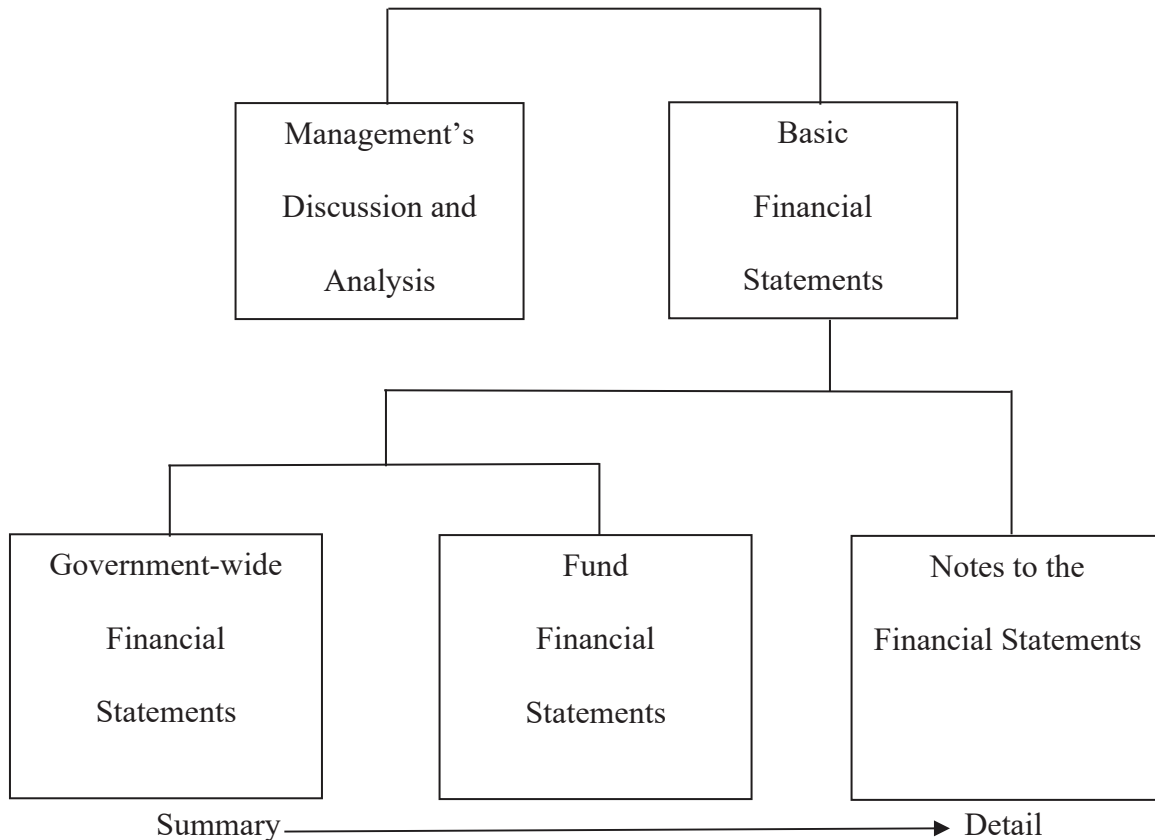 Management’s
Discussion and
Analysis
Basic
Financial
Statements
Government-wide
Financial
Statements
Fund
Financial
Statements
Notes to the
Financial Statements
Summary
Detail